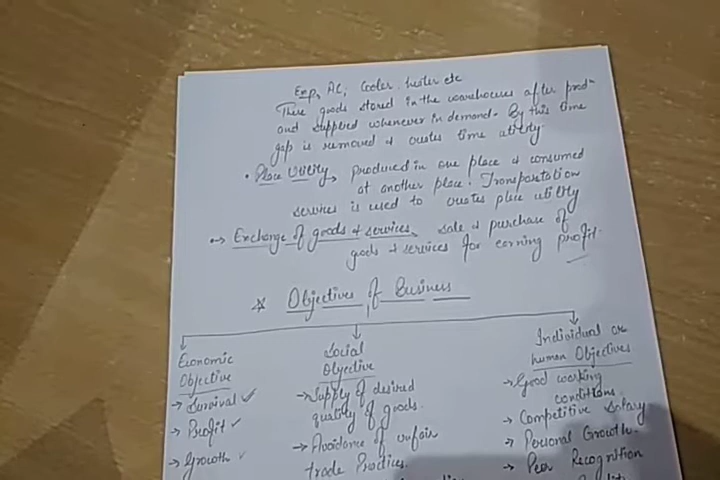 Exp, AC, Cooler, heater etc
These goods stored in the warehouses after prodn
and supplied whenever in demand. By this time
gap is removed & creates time utility.
• Place Utility → produced in one place & consumed
at another place. Transportation
services is used to creates place utility
→ Exchange of goods & services → sale & purchase of
goods & services for earning profit.
☆ Objectives of Business
Economic
Objective
→ Survival ✓
→ Profit ✓
→ Growth ✓
Social
Objective
→ Supply of desired
quality of goods.
→ Avoidance of unfair
trade Practices.
Individual or
human Objectives
→ Good working
conditions.
→ Competitive Salary
→ Personal Growth.
→ Peer Recognition